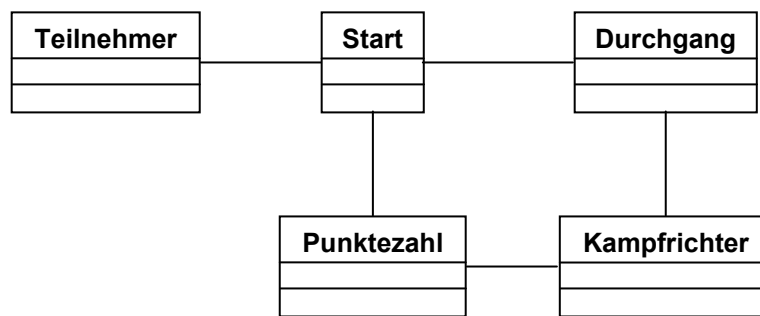 Teilnehmer
Start
Durchgang
Punktezahl
Kampfrichter